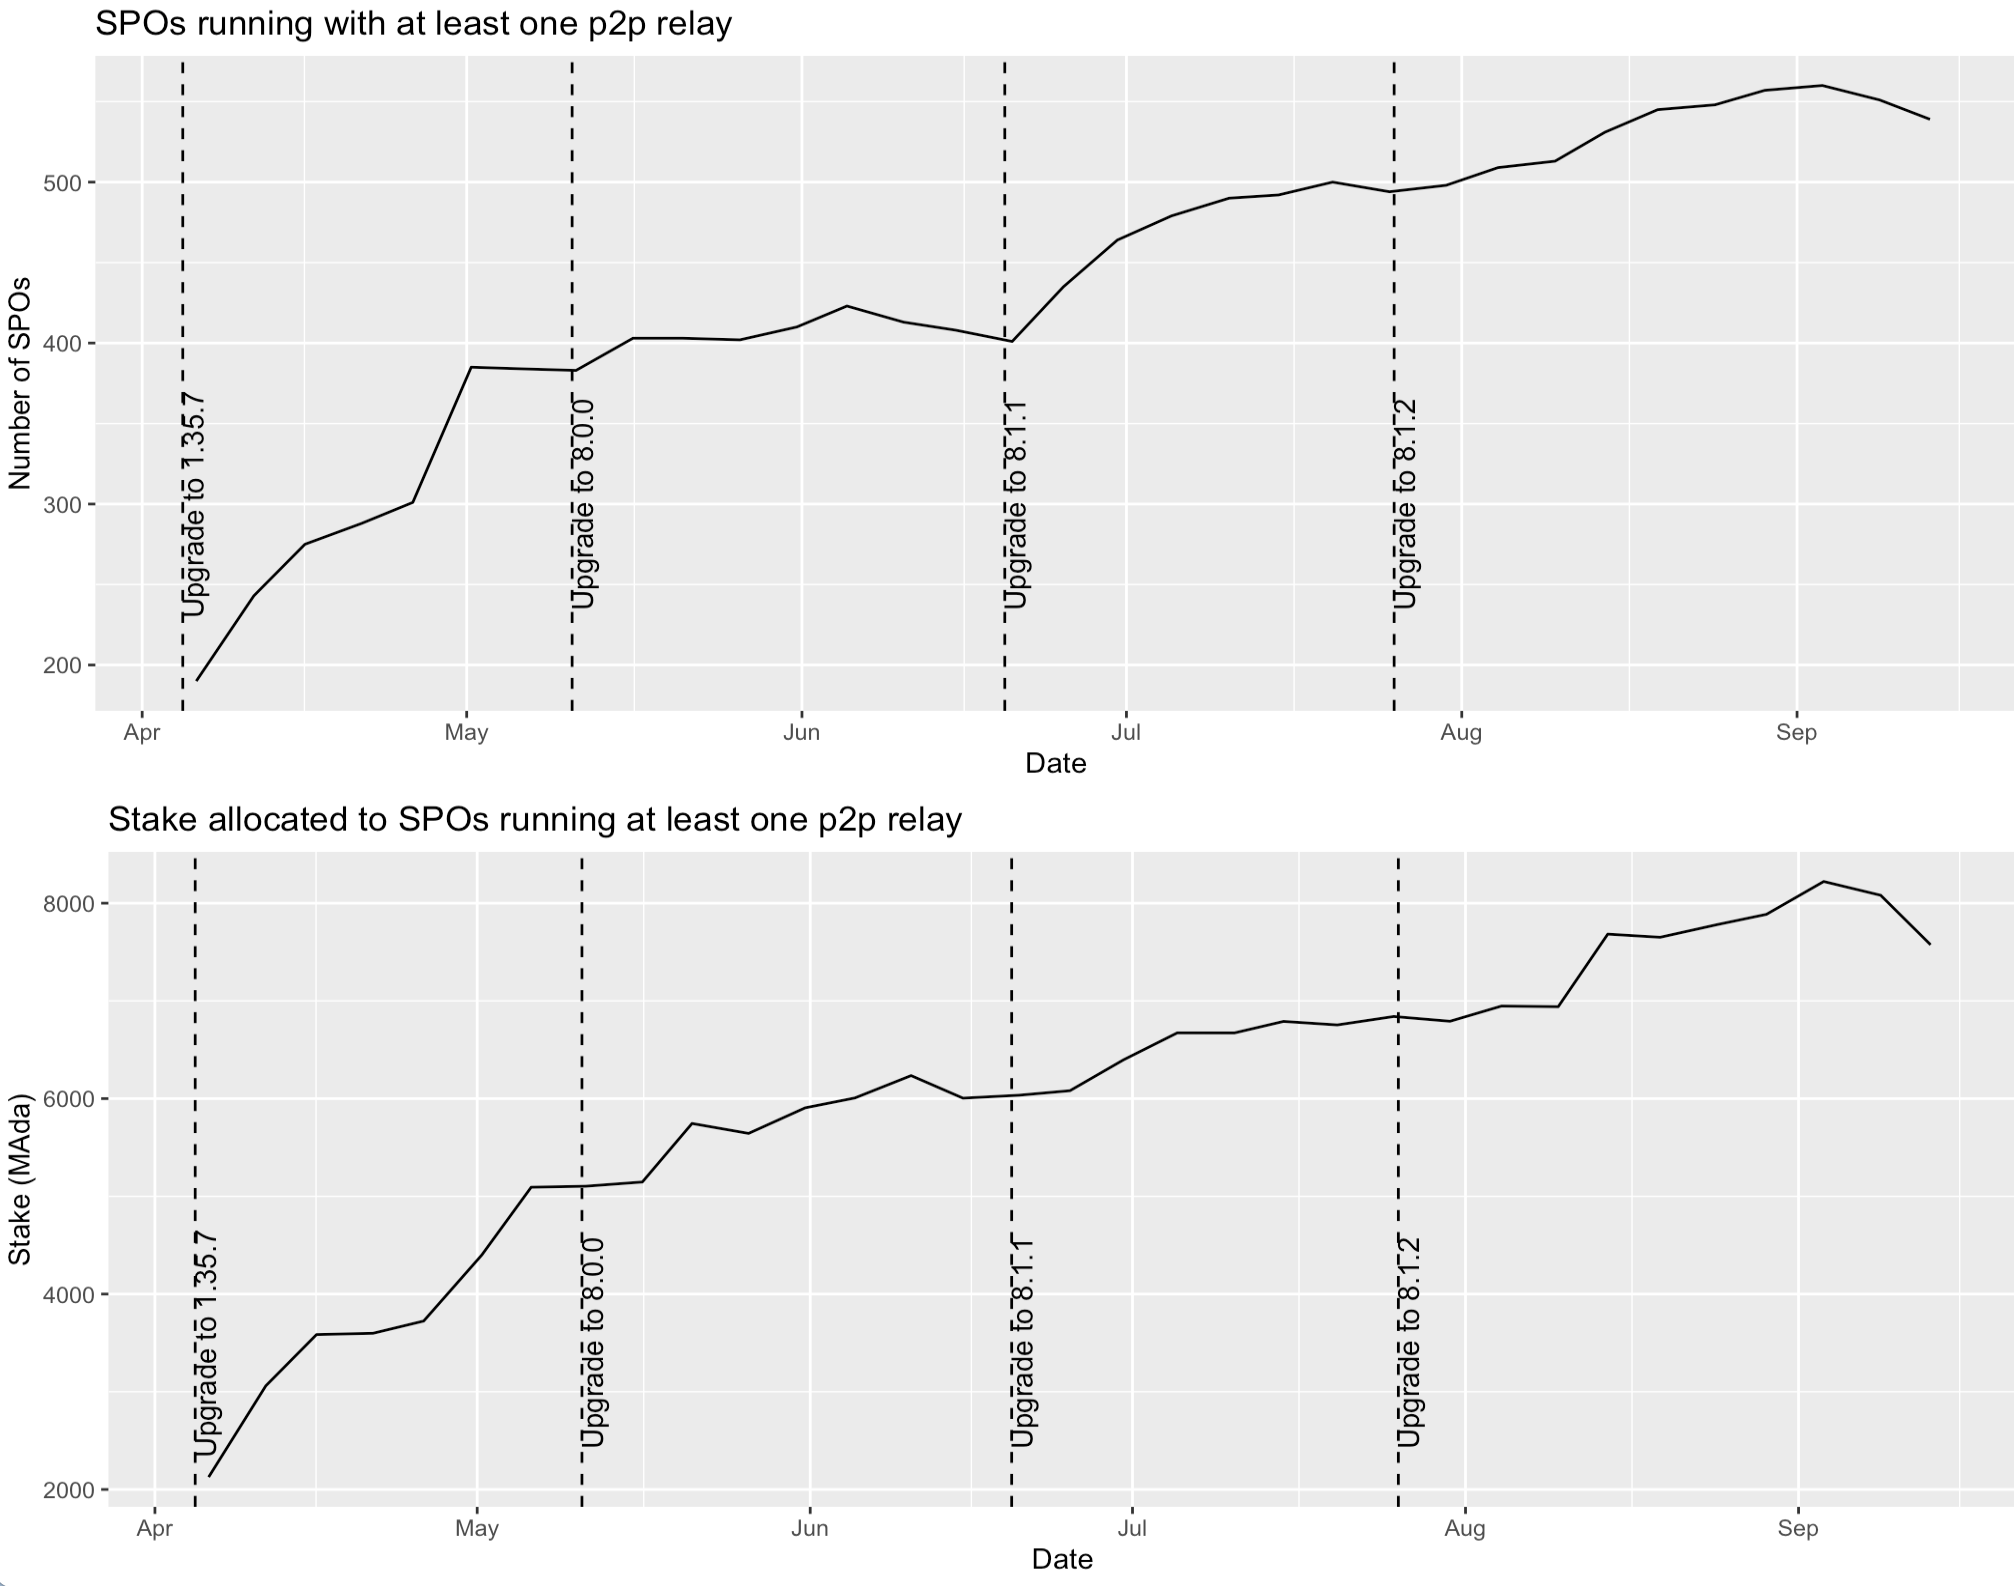 SPOs running with at least one p2p relay
Number of SPOs
500
400
300
200
Upgrade to 1.35.7
Upgrade to 8.0.0
Upgrade to 8.1.1
Upgrade to 8.1.2
Apr
May
Jun
Jul
Aug
Sep
Date
Stake allocated to SPOs running at least one p2p relay
Stake (MAda)
8000
6000
4000
2000
Upgrade to 1.35.7
Upgrade to 8.0.0
Upgrade to 8.1.1
Upgrade to 8.1.2
Apr
May
Jun
Jul
Aug
Sep
Date